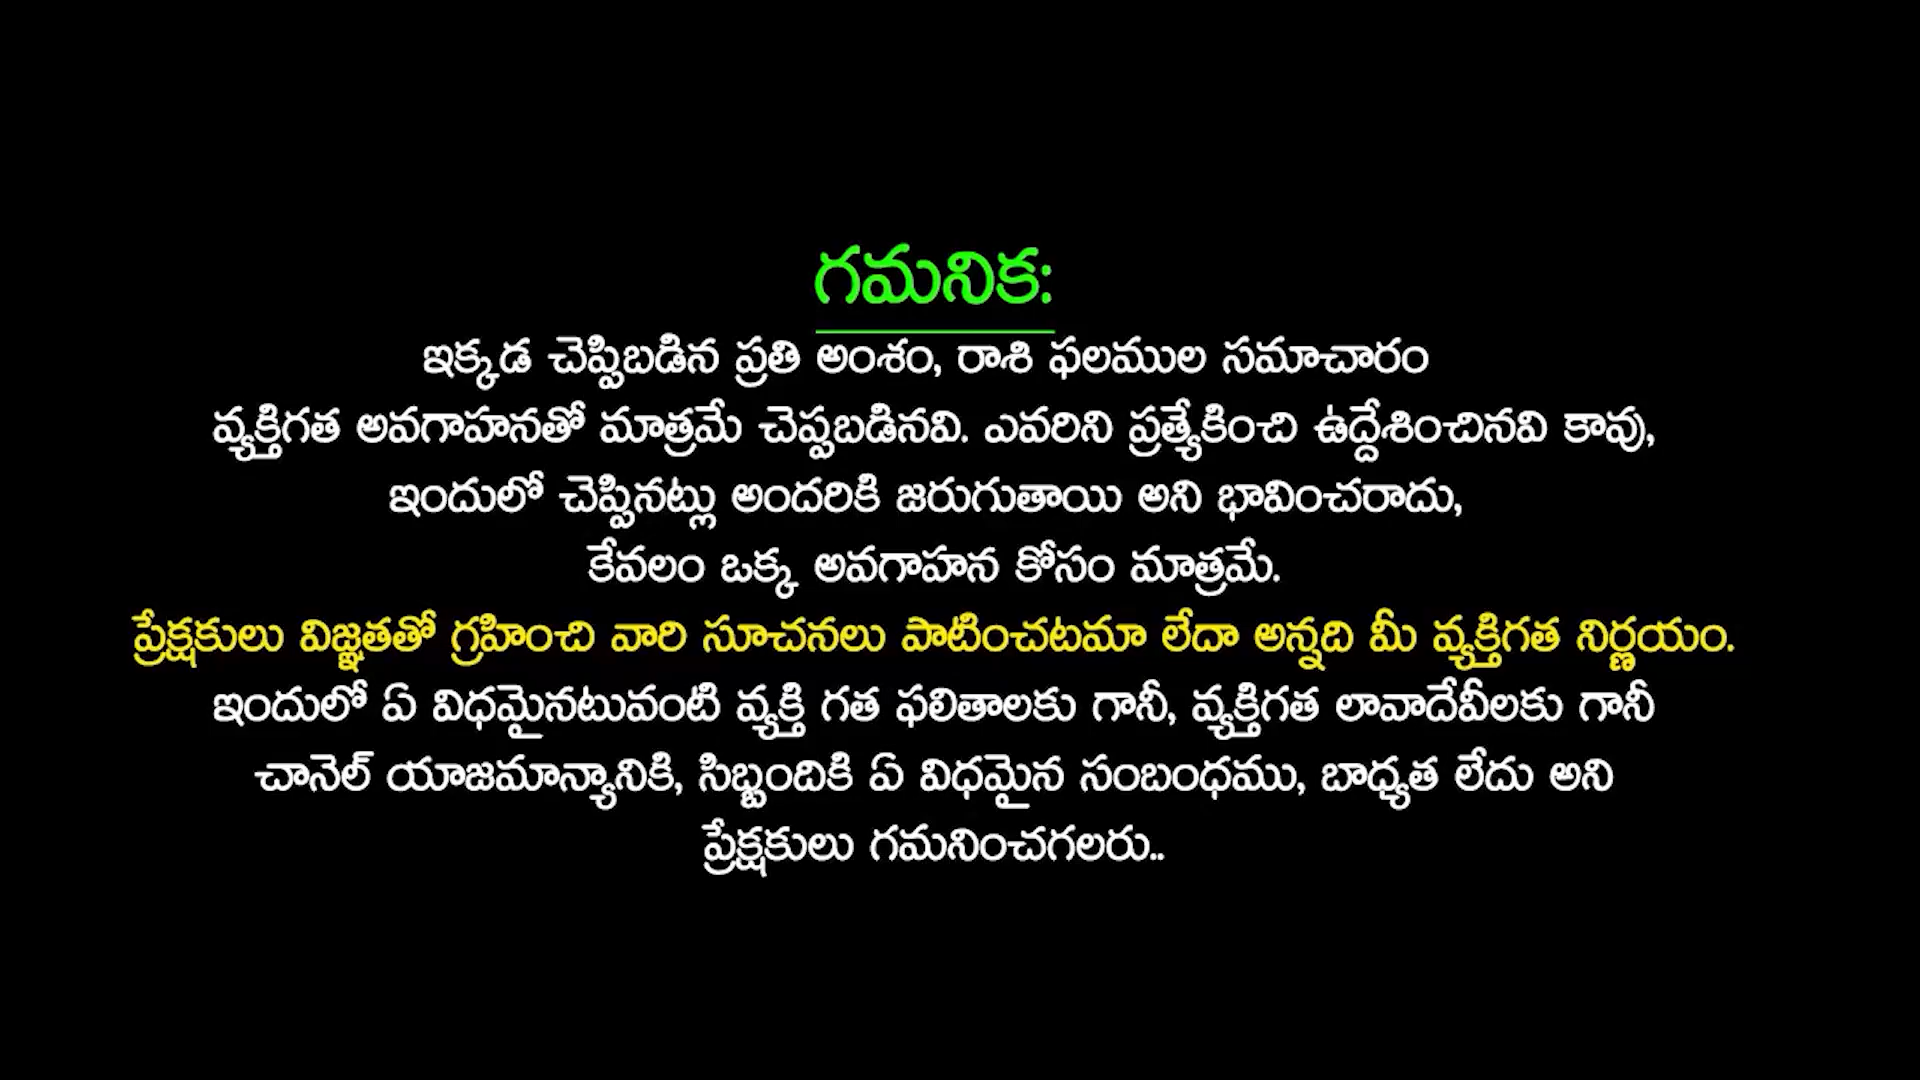 గమనిక:
ఇక్కడ చెప్పిబడిన ప్రతి అంశం, రాశి ఫలముల సమాచారం
వ్యక్తిగత అవగాహనతో మాత్రమే చెప్పబడినవి. ఎవరిని ప్రత్యేకించి ఉద్దేశించినవి కావు,
ఇందులో చెప్పినట్లు అందరికి జరుగుతాయి అని భావించరాదు,
కేవలం ఒక్క అవగాహన కోసం మాత్రమే.
ప్రేక్షకులు విజ్ఞతతో గ్రహించి వారి సూచనలు పాటించటమా లేదా అన్నది మీ వ్యక్తిగత నిర్ణయం.
ఇందులో ఏ విధమైనటువంటి వ్యక్తి గత ఫలితాలకు గానీ, వ్యక్తిగత లావాదేవీలకు గానీ
చానెల్ యాజమాన్యానికి, సిబ్బందికి ఏ విధమైన సంబంధము, బాధ్యత లేదు అని
ప్రేక్షకులు గమనించగలరు..